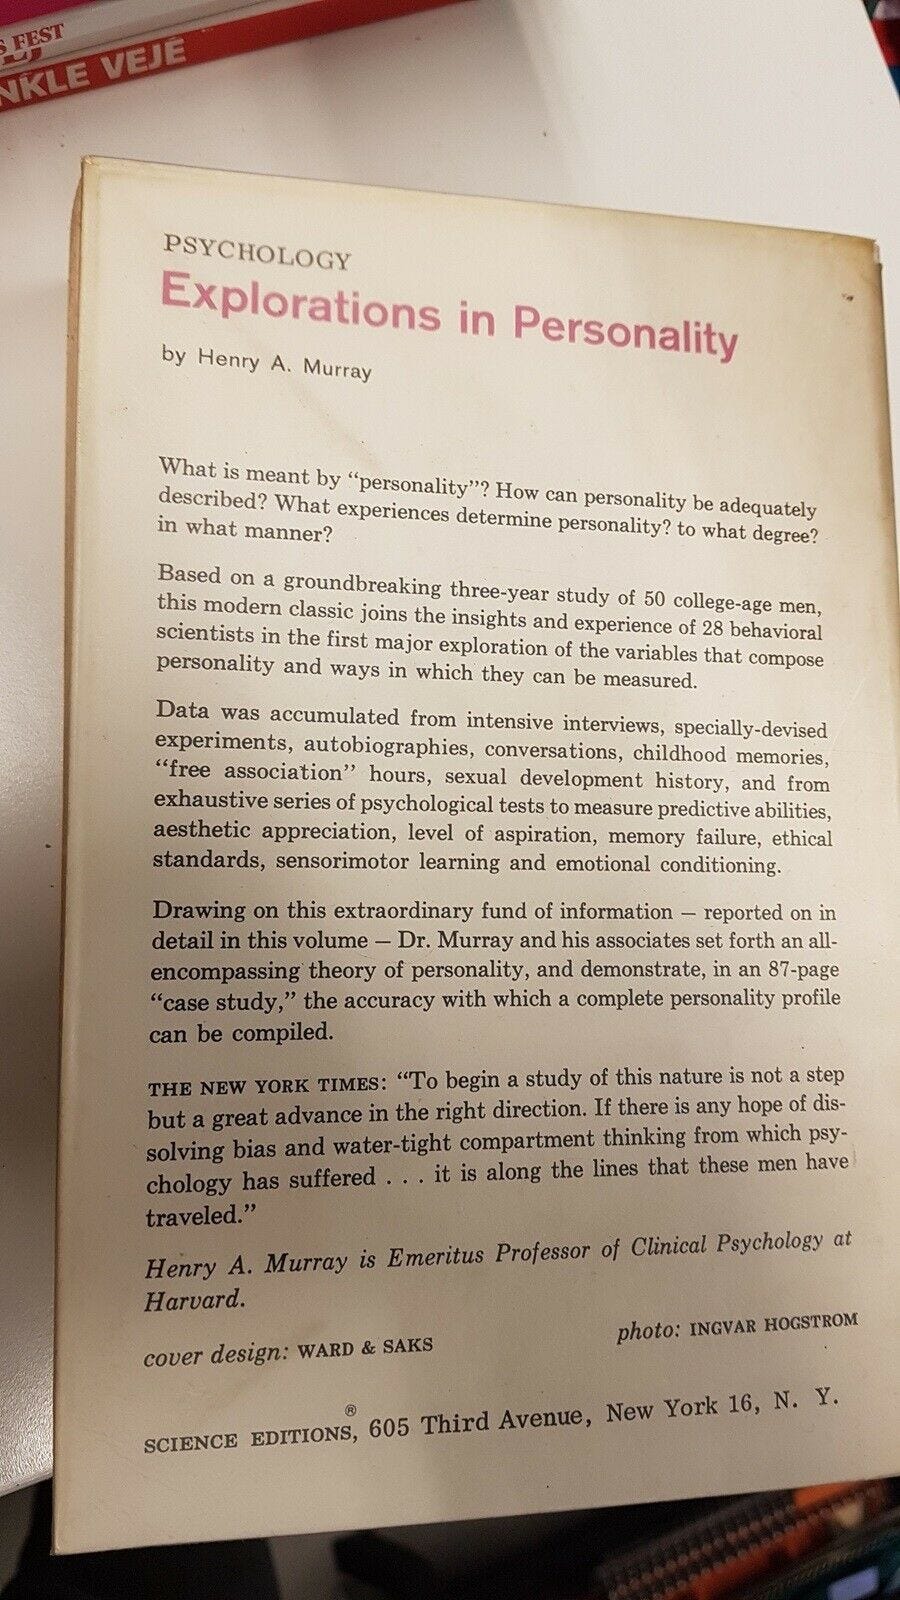 S FEST
NKLE VEJE
PSYCHOLOGY
Explorations in Personality
by Henry A. Murray
What is meant by “personality”? How can personality be adequately
described? What experiences determine personality? to what degree?
in what manner?
Based on a groundbreaking three-year study of 50 college-age men,
this modern classic joins the insights and experience of 28 behavioral
scientists in the first major exploration of the variables that compose
personality and ways in which they can be measured.
Data was accumulated from intensive interviews, specially-devised
experiments, autobiographies, conversations, childhood memories,
“free association” hours, sexual development history, and from
exhaustive series of psychological tests to measure predictive abilities,
aesthetic appreciation, level of aspiration, memory failure, ethical
standards, sensorimotor learning and emotional conditioning.
Drawing on this extraordinary fund of information — reported on in
detail in this volume — Dr. Murray and his associates set forth an all-
encompassing theory of personality, and demonstrate, in an 87-page
“case study,” the accuracy with which a complete personality profile
can be compiled.
THE NEW YORK TIMES: “To begin a study of this nature is not a step
but a great advance in the right direction. If there is any hope of dis-
solving bias and water-tight compartment thinking from which psy-
chology has suffered . . . it is along the lines that these men have
traveled.”
Henry A. Murray is Emeritus Professor of Clinical Psychology at
Harvard.
cover design: WARD & SAKS photo: INGVAR HOGSTROM
SCIENCE EDITIONS®, 605 Third Avenue, New York 16, N. Y.